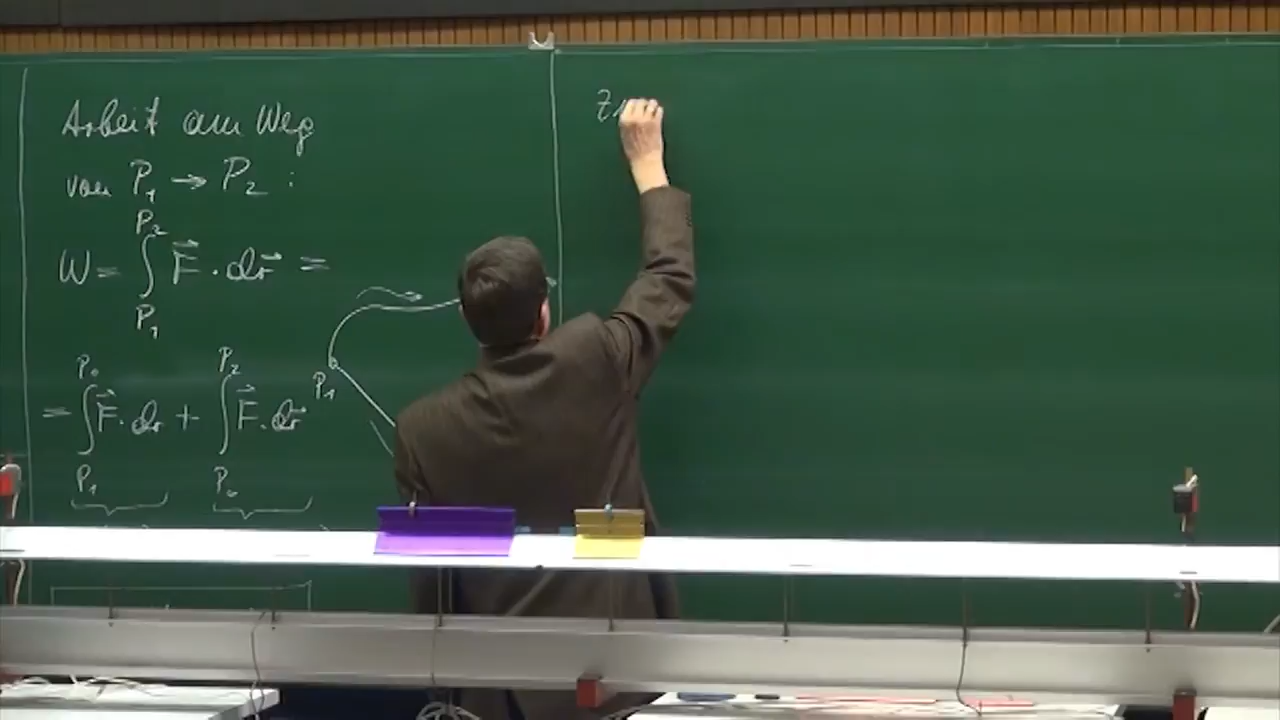 Arbeit am Weg
von P₁ → P₂ :
W = ∫_{P₁}^{P₂} F⃗ · dr⃗ =
= ∫_{P₁}^{P₀} F⃗ · dr + ∫_{P₀}^{P₂} F⃗ · dr⃗
P₁